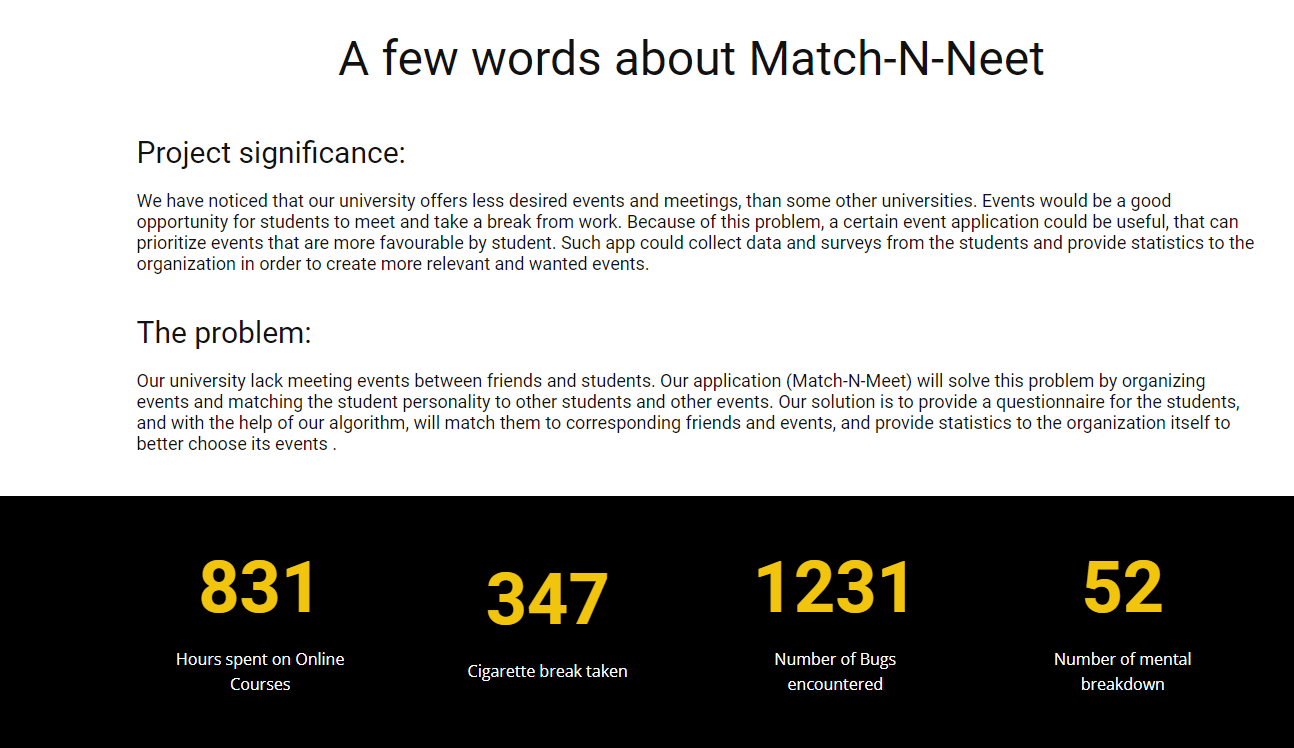 A few words about Match-N-Neet
Project significance:
We have noticed that our university offers less desired events and meetings, than some other universities. Events would be a good
opportunity for students to meet and take a break from work. Because of this problem, a certain event application could be useful, that can
prioritize events that are more favourable by student. Such app could collect data and surveys from the students and provide statistics to the
organization in order to create more relevant and wanted events.
The problem:
Our university lack meeting events between friends and students. Our application (Match-N-Meet) will solve this problem by organizing
events and matching the student personality to other students and other events. Our solution is to provide a questionnaire for the students,
and with the help of our algorithm, will match them to corresponding friends and events, and provide statistics to the organization itself to
better choose its events .
831
Hours spent on Online
Courses
347
Cigarette break taken
1231
Number of Bugs
encountered
52
Number of mental
breakdown